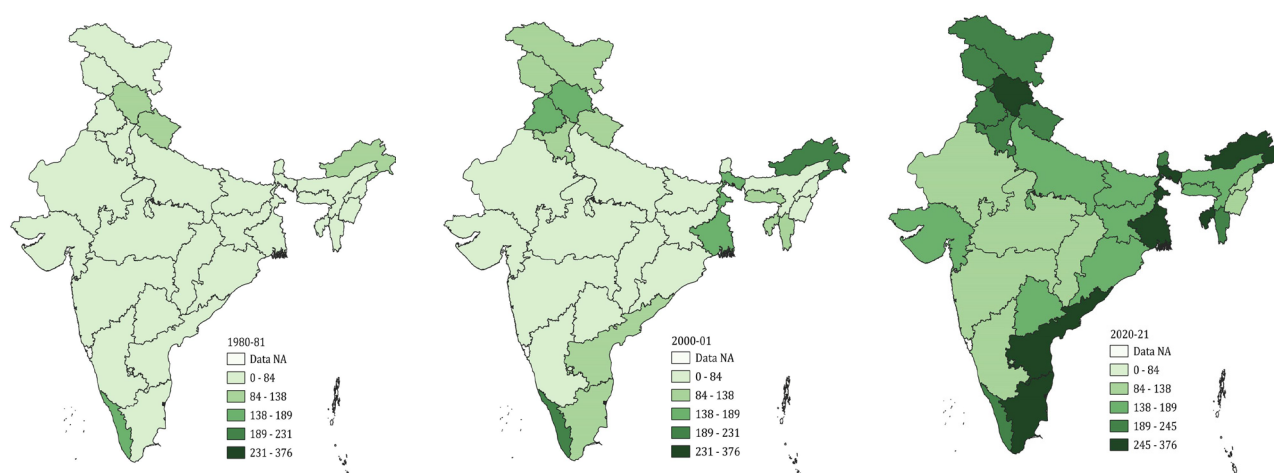 1980-81
Data NA
0 - 84
84 - 138
138 - 189
189 - 231
231 - 376
2000-01
Data NA
0 - 84
84 - 138
138 - 189
189 - 231
231 - 376
2020-21
Data NA
0 - 84
84 - 138
138 - 189
189 - 245
245 - 376